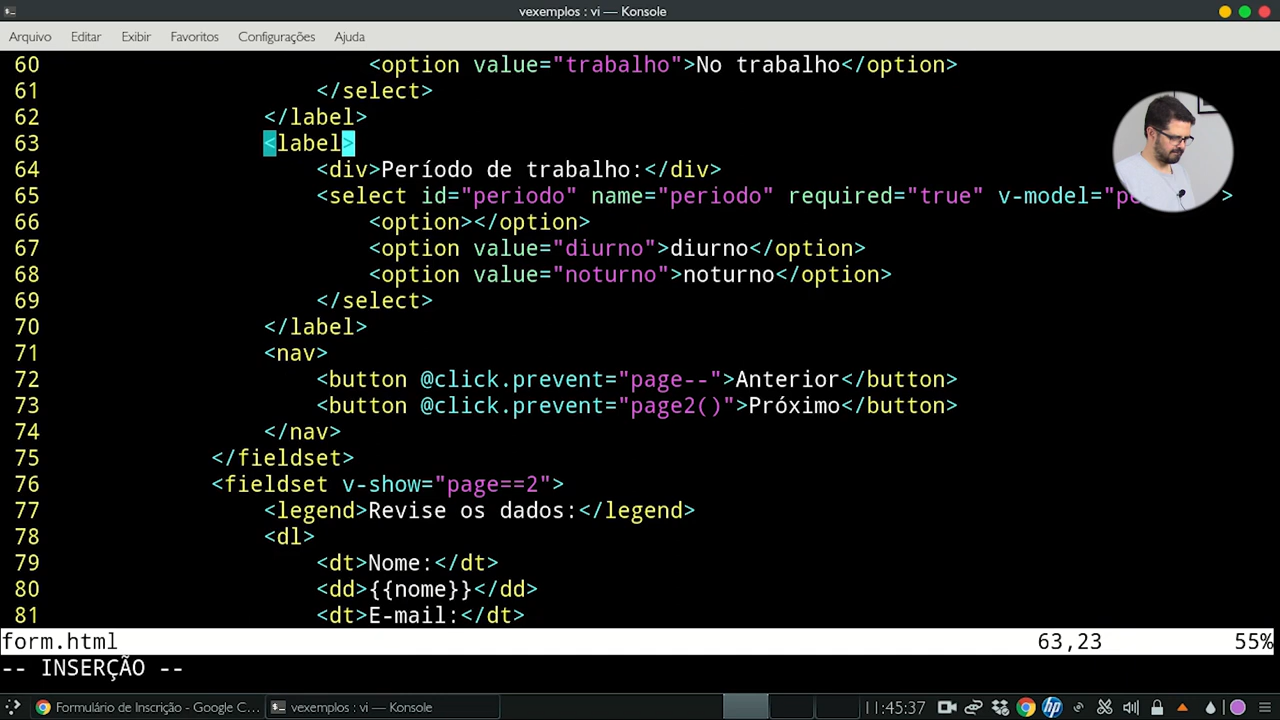 vexemplos : vi — Konsole
Arquivo Editar Exibir Favoritos Configurações Ajuda
60 <option value="trabalho">No trabalho</option>
61 </select>
62 </label>
63 <label>
64 <div>Período de trabalho:</div>
65 <select id="periodo" name="periodo" required="true" v-model=" >
66 <option></option>
67 <option value="diurno">diurno</option>
68 <option value="noturno">noturno</option>
69 </select>
70 </label>
71 <nav>
72 <button @click.prevent="page--">Anterior</button>
73 <button @click.prevent="page2()">Próximo</button>
74 </nav>
75 </fieldset>
76 <fieldset v-show="page==2">
77 <legend>Revise os dados:</legend>
78 <dl>
79 <dt>Nome:</dt>
80 <dd>{{nome}}</dd>
81 <dt>E-mail:</dt>
form.html 63,23 55%
-- INSERÇÃO --
Formulário de Inscrição - Google C... vexemplos : vi — Konsole 11:45:37